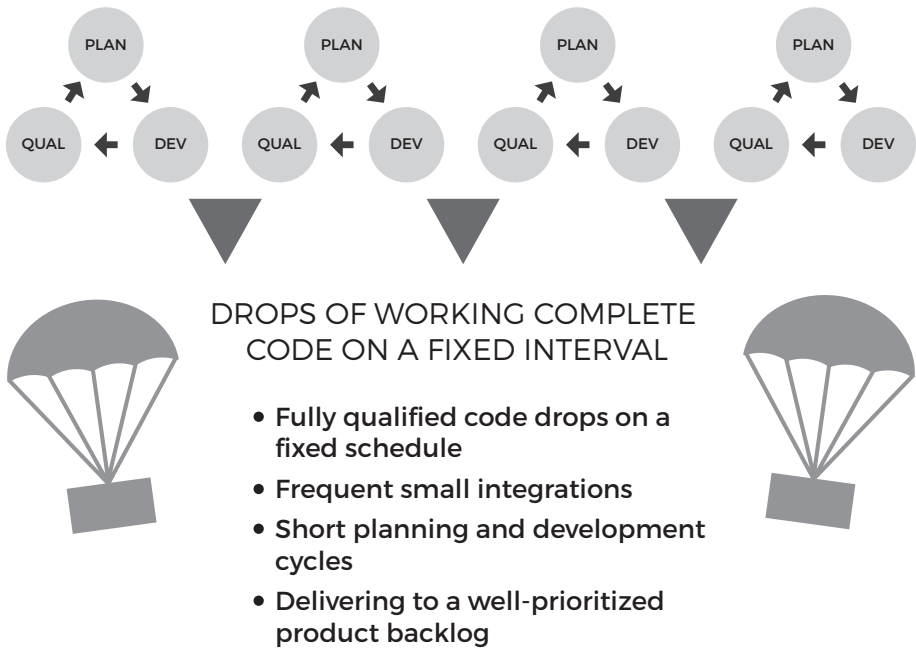 PLAN
PLAN
PLAN
PLAN
QUAL
DEV
QUAL
DEV
QUAL
DEV
QUAL
DEV
DROPS OF WORKING COMPLETE
CODE ON A FIXED INTERVAL
• Fully qualified code drops on a
fixed schedule
• Frequent small integrations
• Short planning and development
cycles
• Delivering to a well-prioritized
product backlog